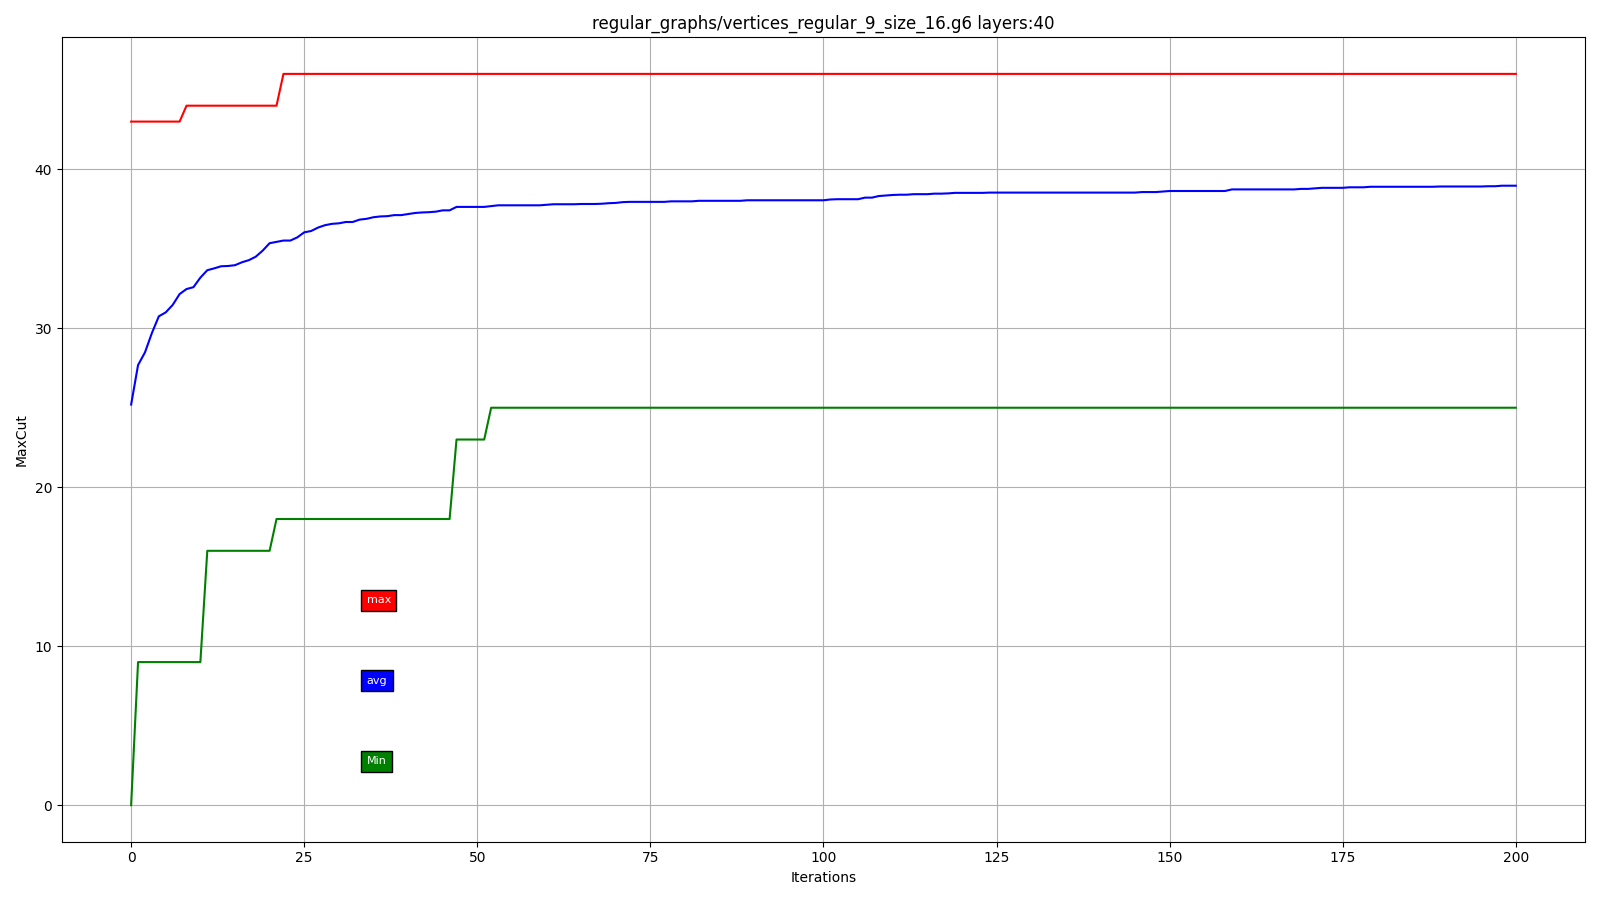 regular_graphs/vertices_regular_9_size_16.g6 layers:40
MaxCut
40
30
20
10
0
max
avg
Min
0 25 50 75 100 125 150 175 200
Iterations